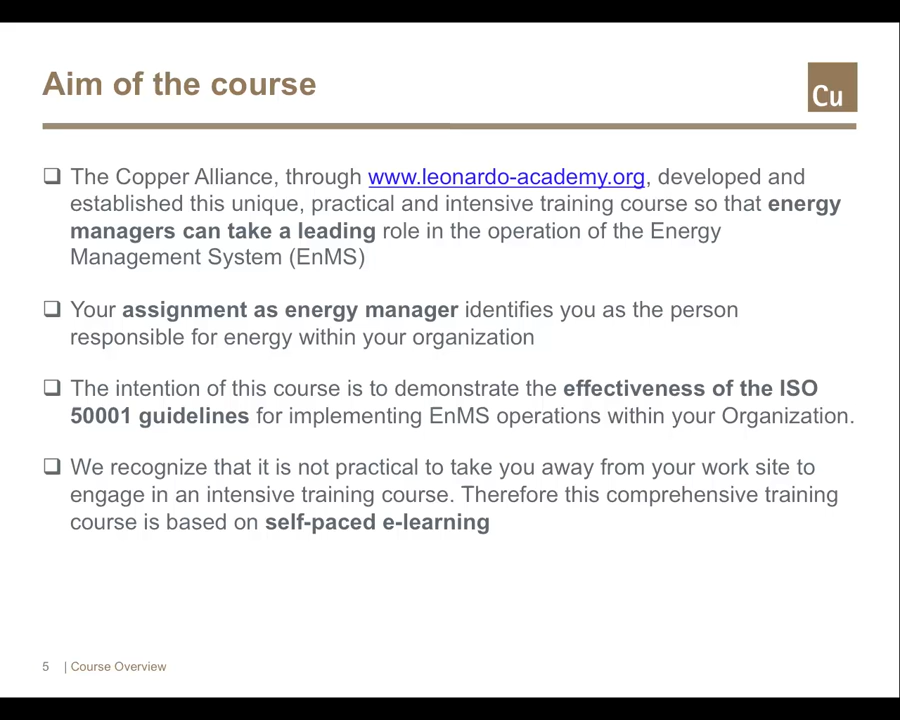 Aim of the course
Cu
❑ The Copper Alliance, through www.leonardo-academy.org, developed and
established this unique, practical and intensive training course so that energy
managers can take a leading role in the operation of the Energy
Management System (EnMS)
❑ Your assignment as energy manager identifies you as the person
responsible for energy within your organization
❑ The intention of this course is to demonstrate the effectiveness of the ISO
50001 guidelines for implementing EnMS operations within your Organization.
❑ We recognize that it is not practical to take you away from your work site to
engage in an intensive training course. Therefore this comprehensive training
course is based on self-paced e-learning
5 | Course Overview